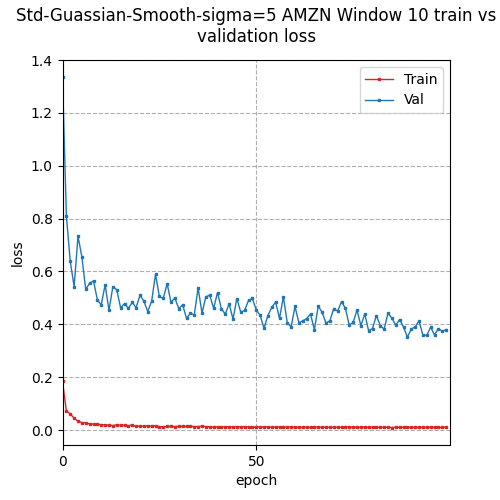 Std-Guassian-Smooth-sigma=5 AMZN Window 10 train vs
validation loss
1.4
1.2
1.0
0.8
0.6
0.4
0.2
0.0
loss
Train
Val
0
50
epoch